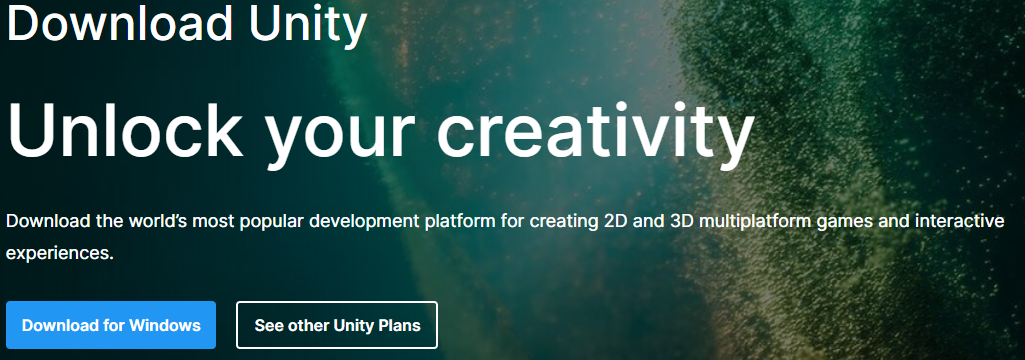 Download Unity
Unlock your creativity
Download the world’s most popular development platform for creating 2D and 3D multiplatform games and interactive
experiences.
Download for Windows
See other Unity Plans